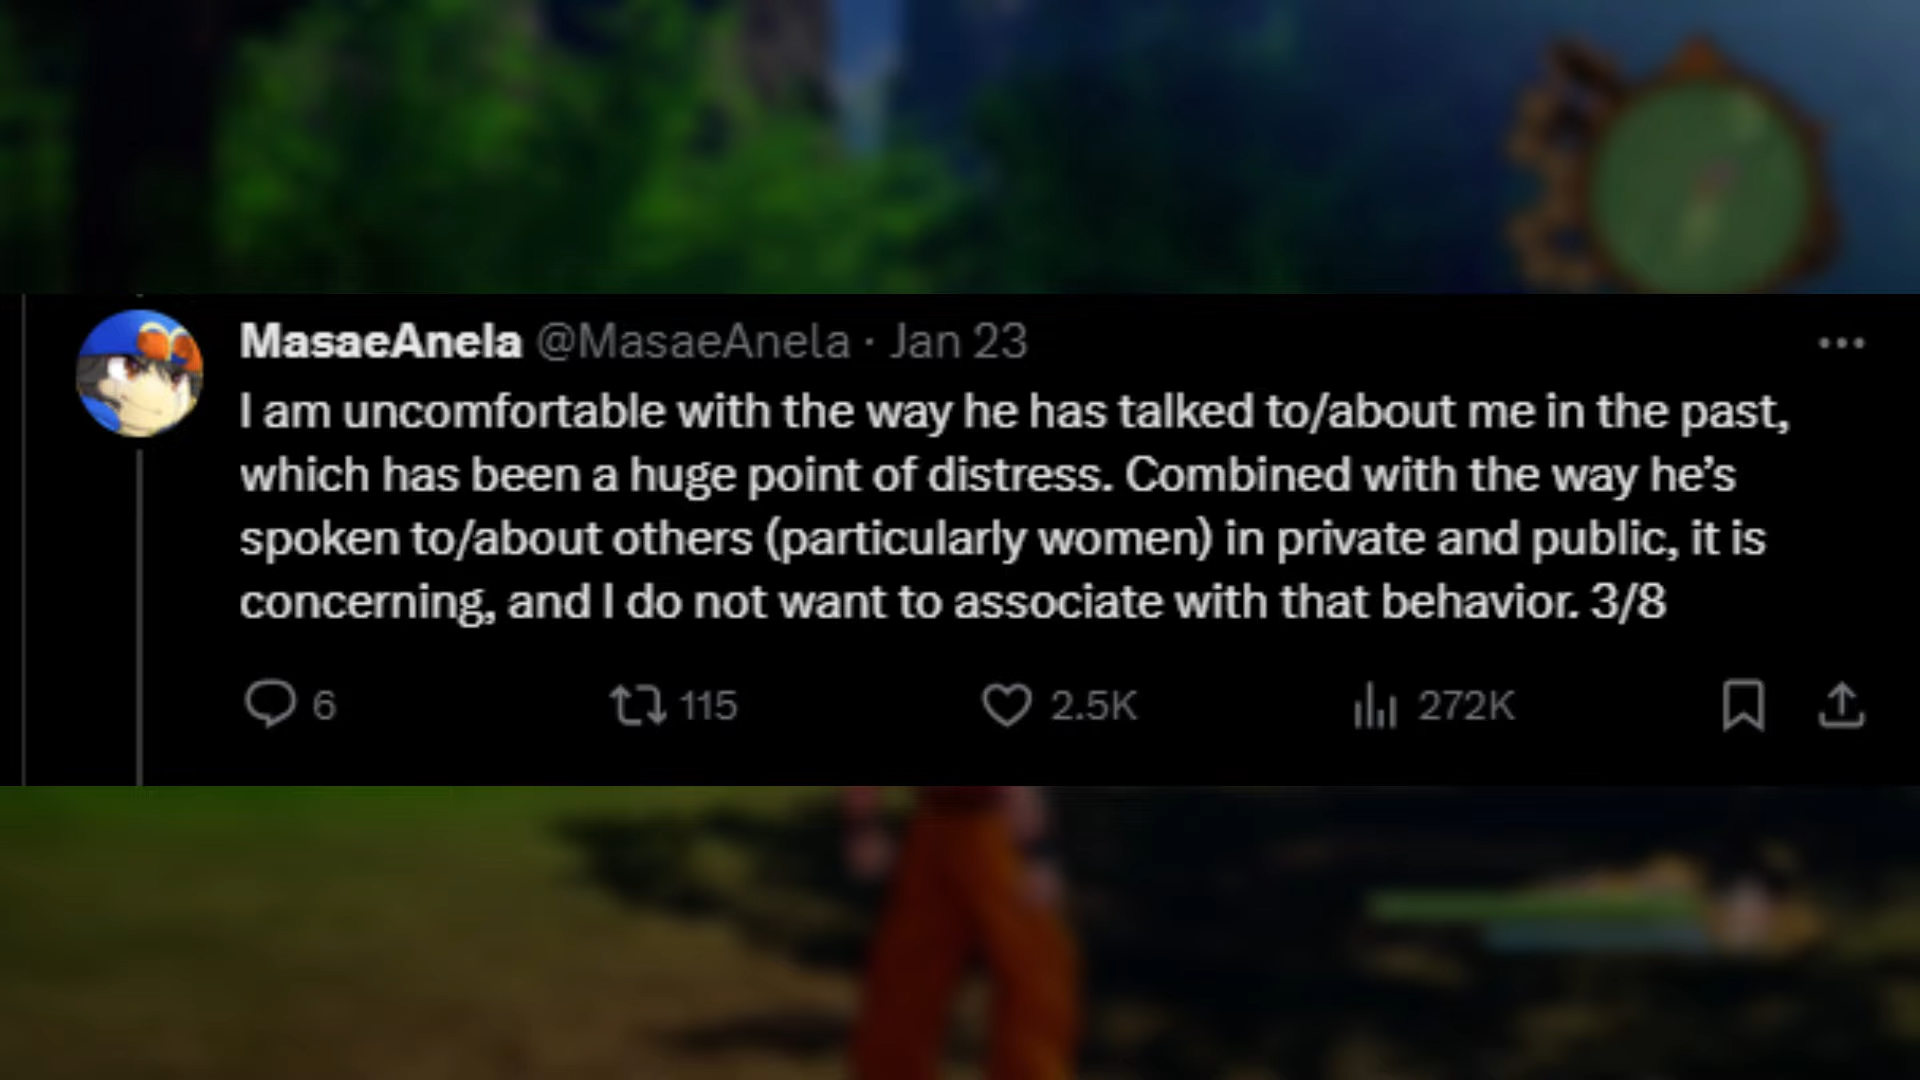 MasaeAnela @MasaeAnela · Jan 23
I am uncomfortable with the way he has talked to/about me in the past,
which has been a huge point of distress. Combined with the way he’s
spoken to/about others (particularly women) in private and public, it is
concerning, and I do not want to associate with that behavior. 3/8
6 115 2.5K 272K